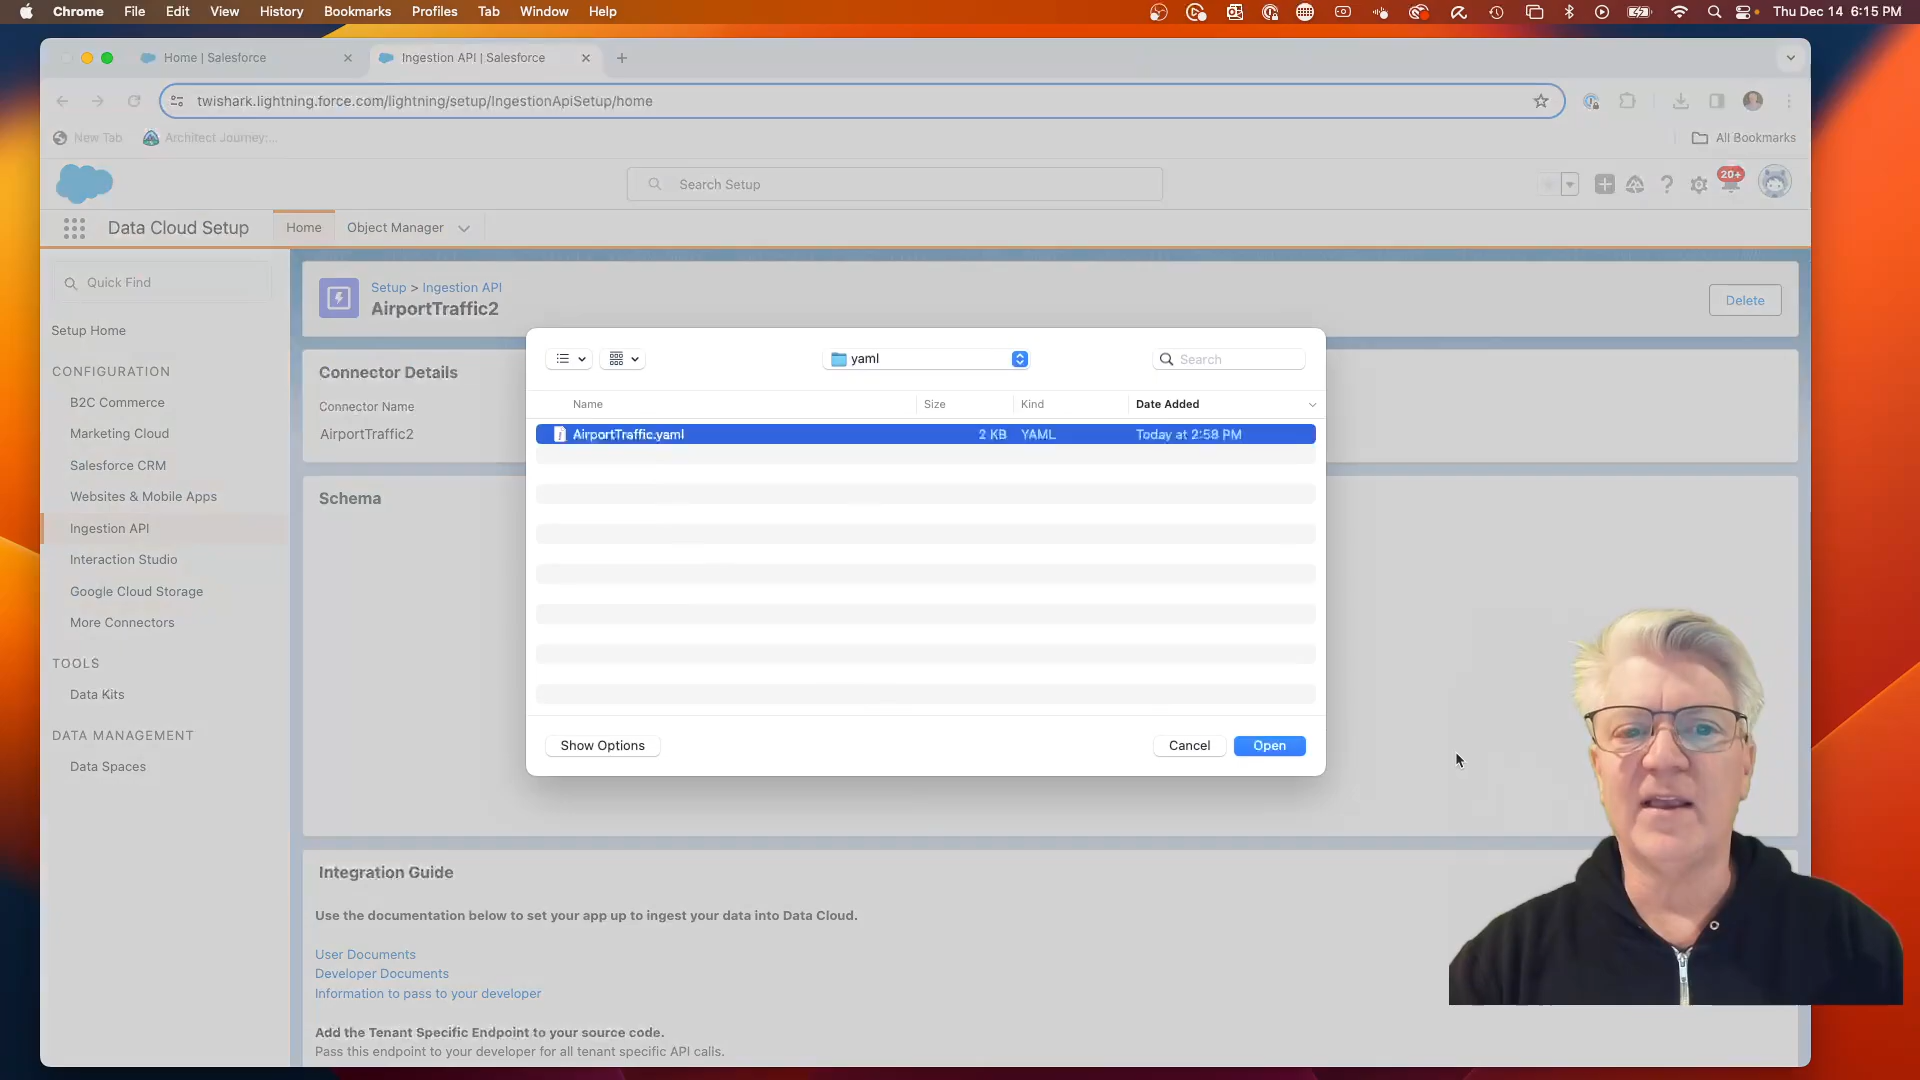 Chrome File Edit View History Bookmarks Profiles Tab Window Help
Thu Dec 14 6:15 PM
Home | Salesforce
Ingestion API | Salesforce
twishark.lightning.force.com/lightning/setup/IngestionApiSetup/home
New Tab
Architect Journey:...
All Bookmarks
Search Setup
20+
Data Cloud Setup
Home
Object Manager
Quick Find
Setup Home
CONFIGURATION
B2C Commerce
Marketing Cloud
Salesforce CRM
Websites & Mobile Apps
Ingestion API
Interaction Studio
Google Cloud Storage
More Connectors
TOOLS
Data Kits
DATA MANAGEMENT
Data Spaces
Setup > Ingestion API
AirportTraffic2
Delete
Connector Details
Connector Name
AirportTraffic2
Schema
yaml
Search
Name Size Kind Date Added
AirportTraffic.yaml 2 KB YAML Today at 2:58 PM
Show Options
Cancel
Open
Integration Guide
Use the documentation below to set your app up to ingest your data into Data Cloud.
User Documents
Developer Documents
Information to pass to your developer
Add the Tenant Specific Endpoint to your source code.
Pass this endpoint to your developer for all tenant specific API calls.